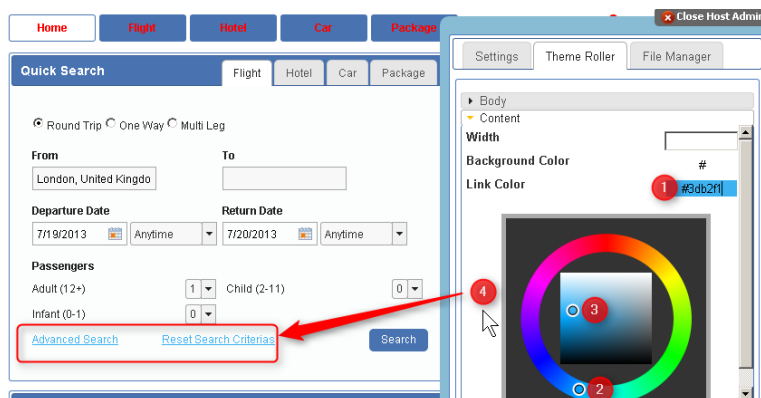 Home Flight Hotel Car Package
Close Host Admin
Quick Search Flight Hotel Car Package
Settings Theme Roller File Manager
Body
Content
Width
Background Color #
Link Color 1 #3db2f1
Round Trip One Way Multi Leg
From To
London, United Kingdo
Departure Date Return Date
7/19/2013 Anytime 7/20/2013 Anytime
Passengers
Adult (12+) 1 Child (2-11) 0
Infant (0-1) 0
Advanced Search Reset Search Criterias Search
4
3
2